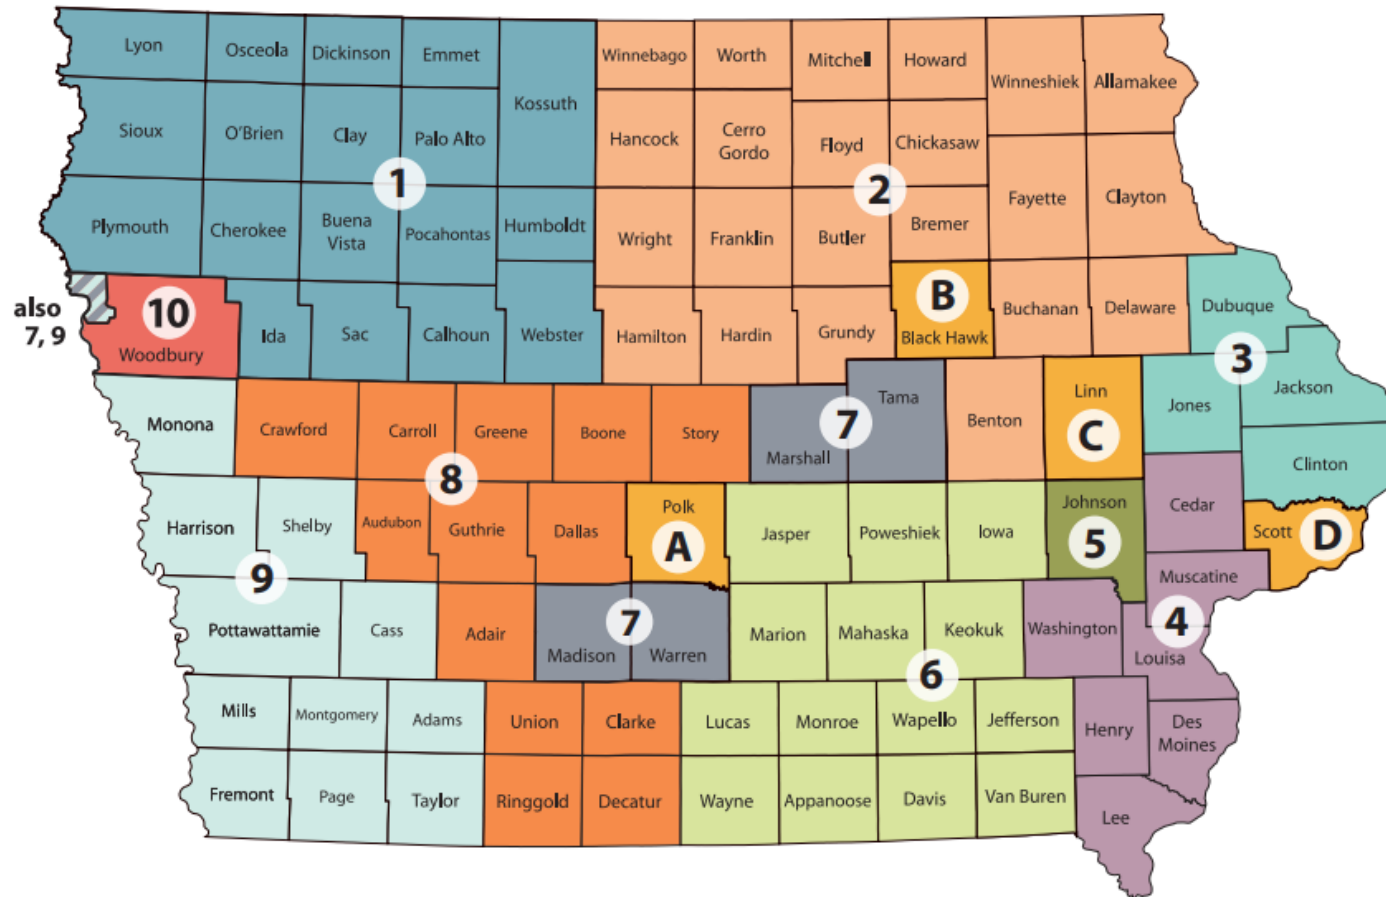 Lyon
Osceola
Dickinson
Emmet
Kossuth
Winnebago
Worth
Mitchell
Howard
Winneshiek
Allamakee
Sioux
O'Brien
Clay
Palo Alto
Hancock
Cerro
Gordo
Floyd
Chickasaw
1
2
Fayette
Clayton
Plymouth
Cherokee
Buena
Vista
Pocahontas
Humboldt
Wright
Franklin
Butler
Bremer
also
7, 9
10
Woodbury
Ida
Sac
Calhoun
Webster
Hamilton
Hardin
Grundy
B
Black Hawk
Buchanan
Delaware
Dubuque
3
Jackson
Monona
Crawford
Carroll
Greene
Boone
Story
7
Marshall
Tama
Benton
Linn
C
Jones
Clinton
8
Harrison
Shelby
Audubon
Guthrie
Dallas
Polk
A
Jasper
Poweshiek
Iowa
Johnson
5
Cedar
Scott
D
9
Muscatine
Pottawattamie
Cass
Adair
7
Madison
Warren
Marion
Mahaska
Keokuk
Washington
4
Louisa
6
Mills
Montgomery
Adams
Union
Clarke
Lucas
Monroe
Wapello
Jefferson
Henry
Des
Moines
Fremont
Page
Taylor
Ringgold
Decatur
Wayne
Appanoose
Davis
Van Buren
Lee